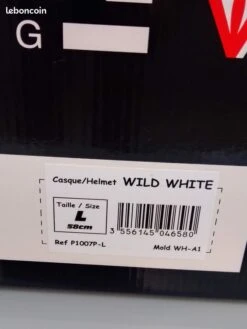 leboncoin
G
Casque/Helmet WILD WHITE
Taille / Size
L
58cm
3 556145 046580
Ref P1007P-L
Mold WH-A1